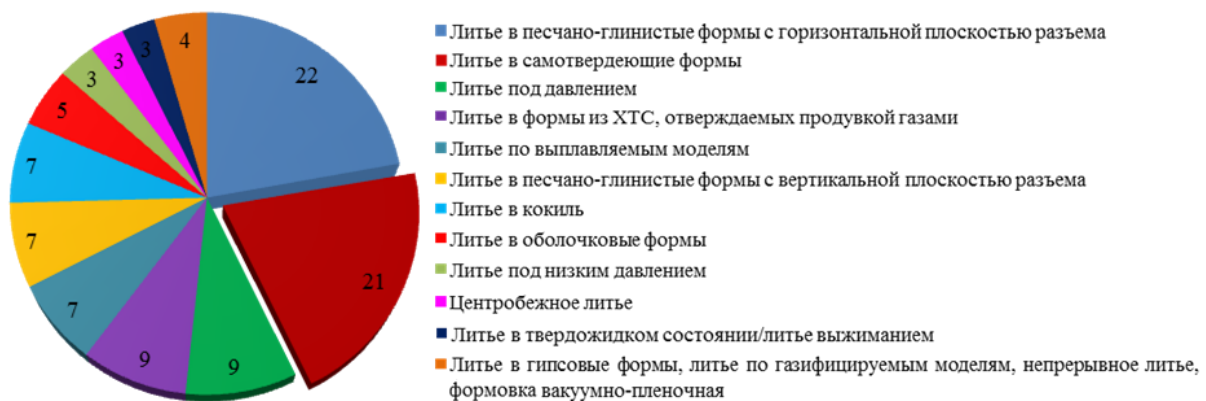 22
21
9
9
7
7
7
5
3
3
3
4
Литье в песчано-глинистые формы с горизонтальной плоскостью разъема
Литье в самотвердеющие формы
Литье под давлением
Литье в формы из ХТС, отверждаемых продувкой газами
Литье по выплавляемым моделям
Литье в песчано-глинистые формы с вертикальной плоскостью разъема
Литье в кокиль
Литье в оболочковые формы
Литье под низким давлением
Центробежное литье
Литье в твердожидком состоянии/литье выжиманием
Литье в гипсовые формы, литье по газифицируемым моделям, непрерывное литье,
формовка вакуумно-пленочная